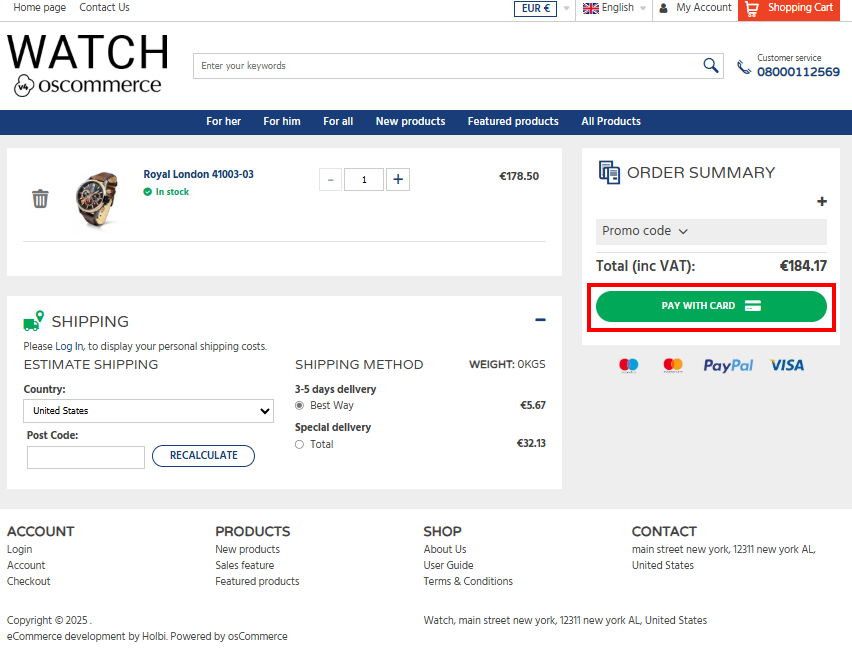 Home page Contact Us EUR € English My Account Shopping Cart
WATCH
v4 oscommerce
Enter your keywords
Customer service
08000112569
For her For him For all New products Featured products All Products
Royal London 41003-03
In stock
- 1 +
€178.50
ORDER SUMMARY
+
Promo code
Total (inc VAT): €184.17
PAY WITH CARD
PayPal VISA
SHIPPING
Please Log In, to display your personal shipping costs.
ESTIMATE SHIPPING
Country:
United States
Post Code:
RECALCULATE
SHIPPING METHOD WEIGHT: 0KGS
3-5 days delivery
Best Way €5.67
Special delivery
Total €32.13
ACCOUNT
Login
Account
Checkout
PRODUCTS
New products
Sales feature
Featured products
SHOP
About Us
User Guide
Terms & Conditions
CONTACT
main street new york, 12311 new york AL,
United States
Copyright © 2025 .
eCommerce development by Holbi. Powered by osCommerce
Watch, main street new york, 12311 new york AL, United States